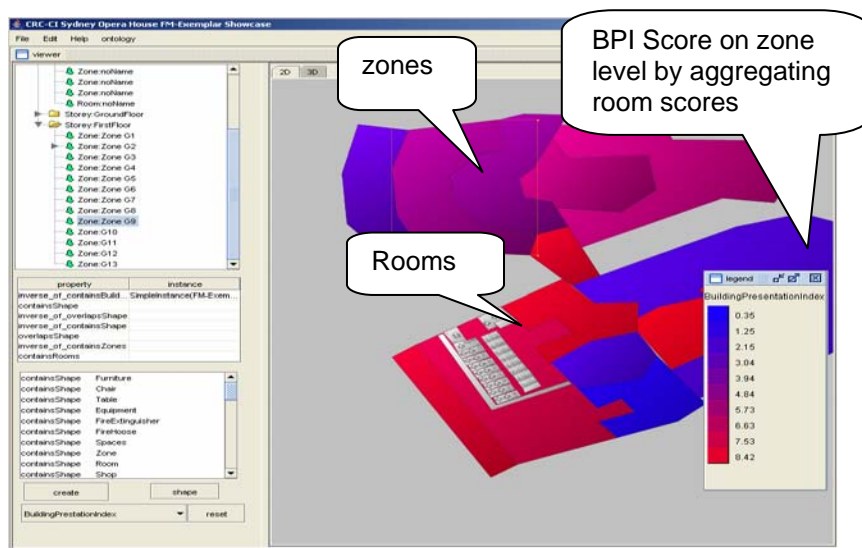 CRC-CI Sydney Opera House FM-Exemplar Showcase
File Edit Help ontology
viewer
Zone:noName
Zone:noName
Zone:noName
Room:noName
Storey:GroundFloor
Storey:FirstFloor
Zone:Zone G1
Zone:Zone G2
Zone:Zone G3
Zone:Zone G4
Zone:Zone G5
Zone:Zone G6
Zone:Zone G7
Zone:Zone G8
Zone:Zone G9
Zone:G10
Zone:G11
Zone:G12
Zone:G13
property instance
inverse_of_containsBuild... SimpleInstance(FM-Exem...
containsShape
inverse_of_overlapsShape
inverse_of_containsShape
overlapsShape
inverse_of_containsZones
containsRooms
containsShape Furniture
containsShape Chair
containsShape Table
containsShape Equipment
containsShape FireExtinguisher
containsShape FireHoose
containsShape Spaces
containsShape Zone
containsShape Room
containsShape Shop
create shape
BuildingPrestationIndex reset
2D 3D
zones
BPI Score on zone
level by aggregating
room scores
Rooms
legend
BuildingPresentationIndex
0.35
1.25
2.15
3.04
3.94
4.84
5.73
6.63
7.53
8.42